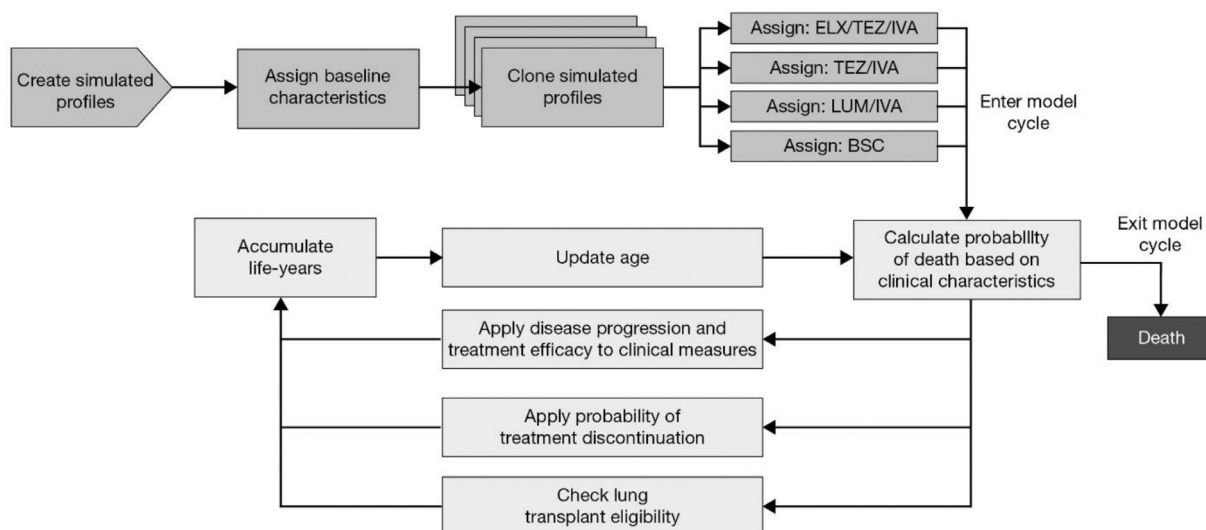 Create simulated
profiles
Assign baseline
characteristics
Clone simulated
profiles
Assign: ELX/TEZ/IVA
Assign: TEZ/IVA
Assign: LUM/IVA
Assign: BSC
Enter model
cycle
Accumulate
life-years
Update age
Calculate probability
of death based on
clinical characteristics
Exit model
cycle
Death
Apply disease progression and
treatment efficacy to clinical measures
Apply probability of
treatment discontinuation
Check lung
transplant eligibility